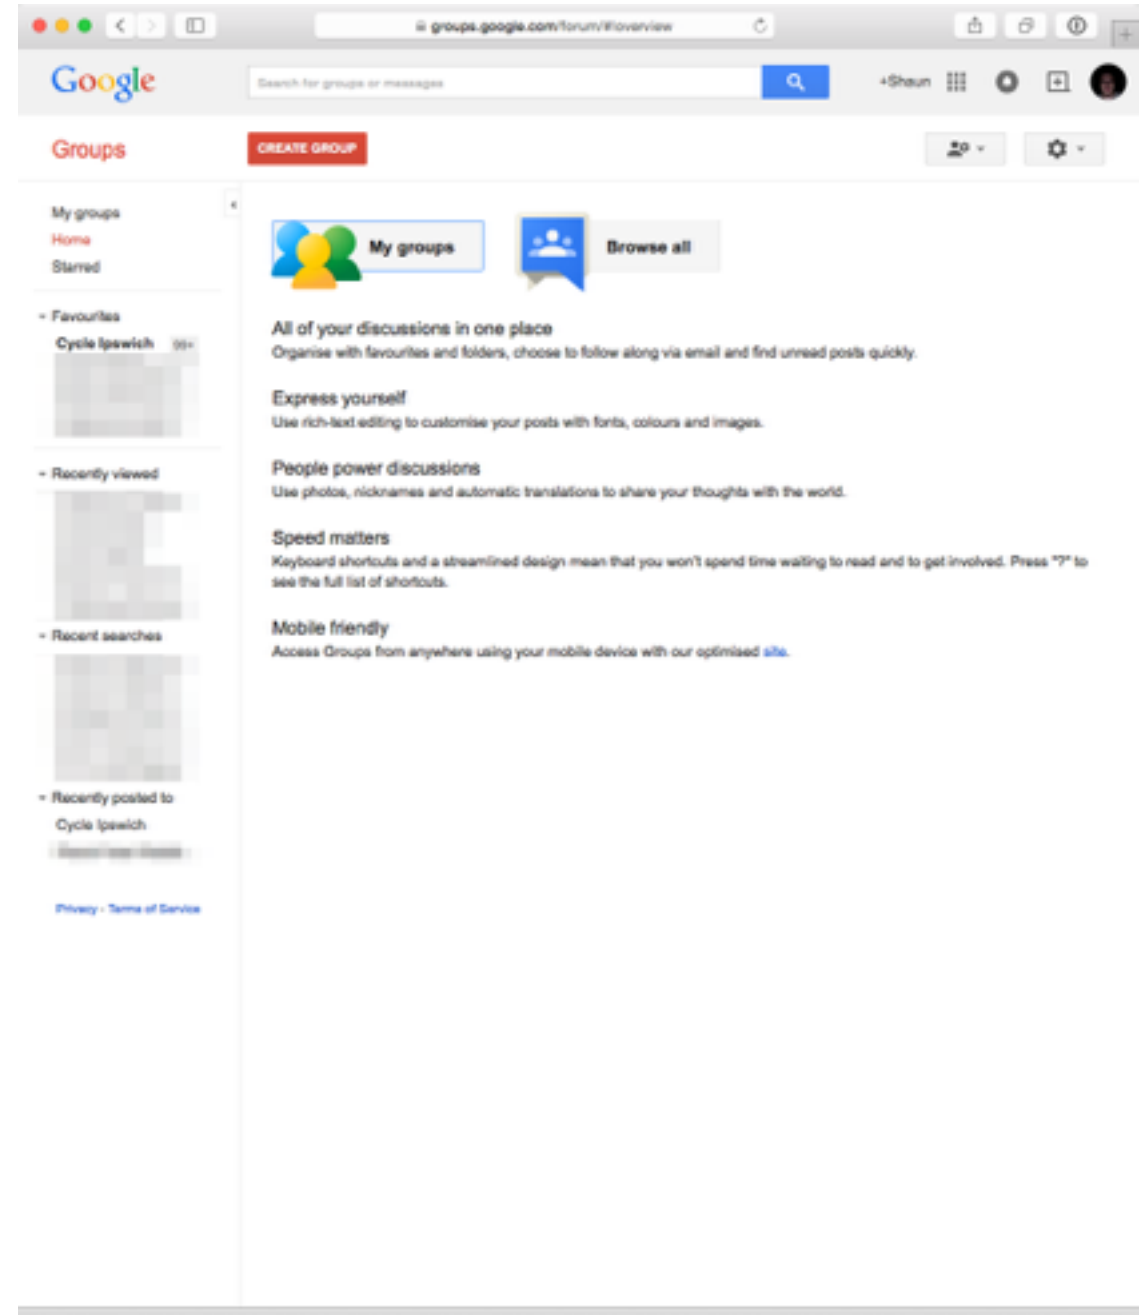 groups.google.com/forum/#!overview
Google
Search for groups or messages
+Shaun
Groups
CREATE GROUP
My groups
Home
Starred
Favourites
Cycle Ipswich 99+
Recently viewed
Recent searches
Recently posted to
Cycle Ipswich
Privacy - Terms of Service
My groups
Browse all
All of your discussions in one place
Organise with favourites and folders, choose to follow along via email and find unread posts quickly.
Express yourself
Use rich-text editing to customise your posts with fonts, colours and images.
People power discussions
Use photos, nicknames and automatic translations to share your thoughts with the world.
Speed matters
Keyboard shortcuts and a streamlined design mean that you won't spend time waiting to read and to get involved. Press "?" to
see the full list of shortcuts.
Mobile friendly
Access Groups from anywhere using your mobile device with our optimised site.